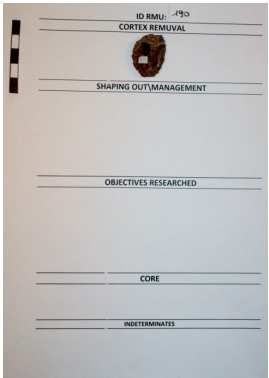 ID RMU: 190
CORTEX REMUVAL
SHAPING OUT\MANAGEMENT
OBJECTIVES RESEARCHED
CORE
INDETERMINATES